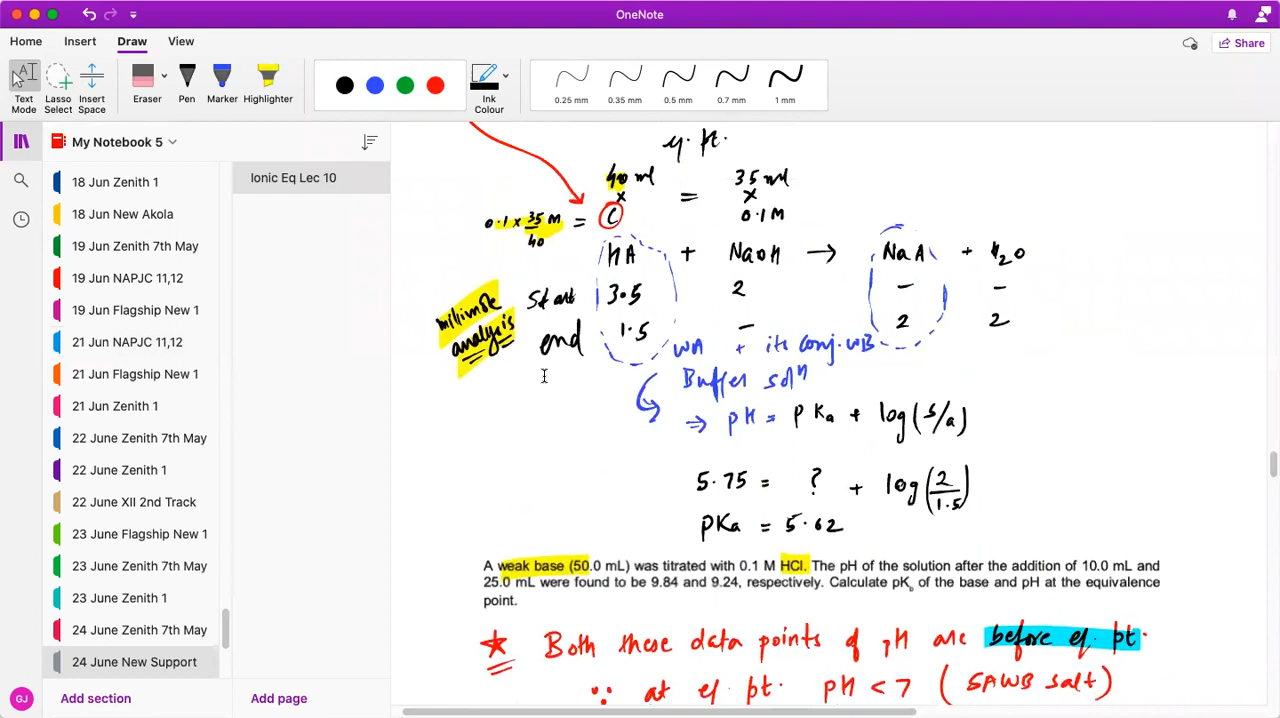 OneNote
Home Insert Draw View
Share
Text Mode
Lasso Select
Insert Space
Eraser
Pen
Marker
Highlighter
Ink Colour
0.25 mm 0.35 mm 0.5 mm 0.7 mm 1 mm
My Notebook 5
18 Jun Zenith 1
18 Jun New Akola
19 Jun Zenith 7th May
19 Jun NAPJC 11,12
19 Jun Flagship New 1
21 Jun NAPJC 11,12
21 Jun Flagship New 1
21 Jun Zenith 1
22 June Zenith 7th May
22 June Zenith 1
22 June XII 2nd Track
23 June Flagship New 1
23 June Zenith 7th May
23 June Zenith 1
24 June Zenith 7th May
24 June New Support
GJ
Add section
Ionic Eq Lec 10
Add page
eq. pt.
40 ml 35 ml
x = x
0.1 x 35/40 M = C 0.1 M
HA + NaOH → NaA + H2O
Start 3.5 2 - -
millimole analysis
end 1.5 - 2 2
WA + its conj. WB
Buffer solⁿ
⇒ pH = pKa + log(s/a)
5.75 = ? + log(2/1.5)
pKa = 5.62
A weak base (50.0 mL) was titrated with 0.1 M HCl. The pH of the solution after the addition of 10.0 mL and
25.0 mL were found to be 9.84 and 9.24, respectively. Calculate pKb of the base and pH at the equivalence
point.
Both these data points of pH are before eq. pt.
∵ at eq. pt. pH < 7 (SAWB salt)